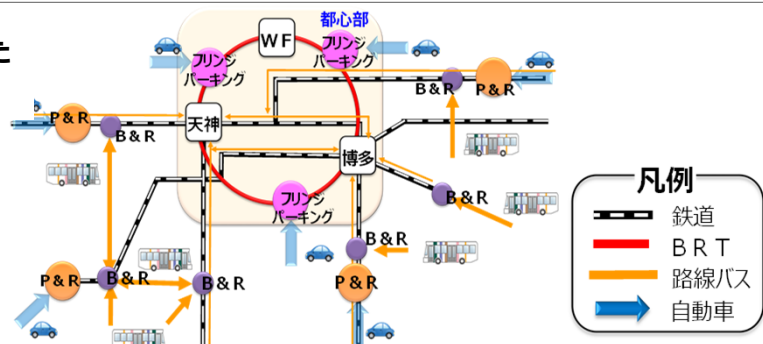 た
都心部
WF
フリンジ
パーキング
フリンジ
パーキング
B&R
P&R
P&R
B&R
天神
博多
B&R
フリンジ
パーキング
B&R
P&R
B&R
B&R
P&R
凡例
鉄道
BRT
路線バス
自動車